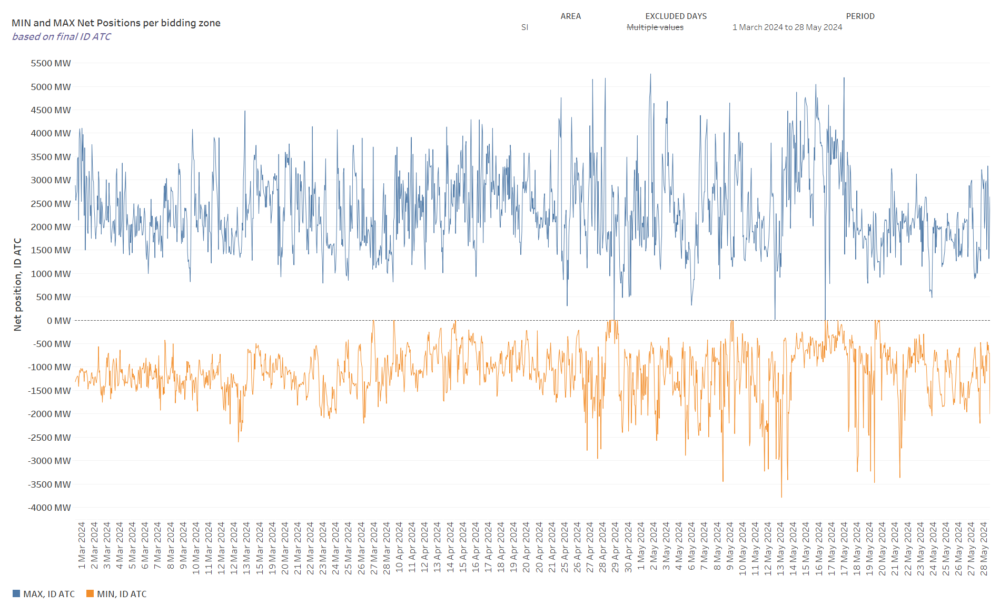 MIN and MAX Net Positions per bidding zone
based on final ID ATC
AREA
SI
EXCLUDED DAYS
Multiple values
PERIOD
1 March 2024 to 28 May 2024
Net position, ID ATC
5500 MW
5000 MW
4500 MW
4000 MW
3500 MW
3000 MW
2500 MW
2000 MW
1500 MW
1000 MW
500 MW
0 MW
-500 MW
-1000 MW
-1500 MW
-2000 MW
-2500 MW
-3000 MW
-3500 MW
-4000 MW
1 Mar 2024
2 Mar 2024
3 Mar 2024
4 Mar 2024
5 Mar 2024
6 Mar 2024
7 Mar 2024
8 Mar 2024
9 Mar 2024
10 Mar 2024
11 Mar 2024
12 Mar 2024
12 Mar 2024
13 Mar 2024
15 Mar 2024
19 Mar 2024
20 Mar 2024
21 Mar 2024
22 Mar 2024
23 Mar 2024
24 Mar 2024
25 Mar 2024
26 Mar 2024
27 Mar 2024
28 Mar 2024
10 Apr 2024
11 Apr 2024
12 Apr 2024
13 Apr 2024
14 Apr 2024
15 Apr 2024
16 Apr 2024
17 Apr 2024
18 Apr 2024
19 Apr 2024
20 Apr 2024
20 Apr 2024
21 Apr 2024
25 Apr 2024
26 Apr 2024
27 Apr 2024
28 Apr 2024
29 Apr 2024
30 Apr 2024
1 May 2024
2 May 2024
3 May 2024
4 May 2024
6 May 2024
7 May 2024
8 May 2024
9 May 2024
10 May 2024
11 May 2024
12 May 2024
13 May 2024
14 May 2024
15 May 2024
16 May 2024
17 May 2024
17 May 2024
18 May 2024
19 May 2024
20 May 2024
21 May 2024
22 May 2024
23 May 2024
24 May 2024
25 May 2024
26 May 2024
27 May 2024
28 May 2024
MAX, ID ATC
MIN, ID ATC